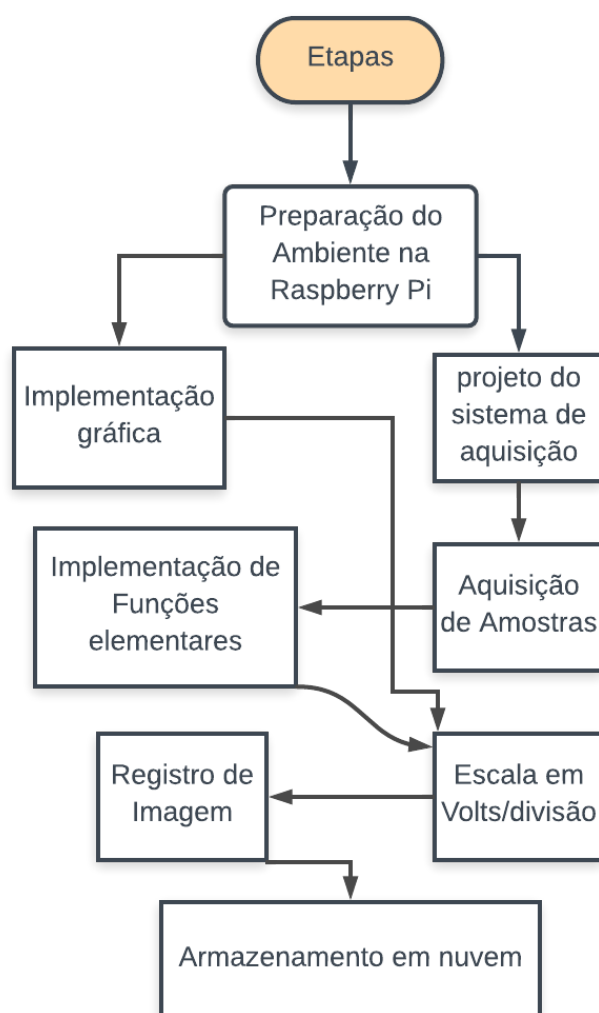 Etapas
Preparação do
Ambiente na
Raspberry Pi
Implementação
gráfica
projeto do
sistema de
aquisição
Implementação de
Funções
elementares
Aquisição
de Amostras
Registro de
Imagem
Escala em
Volts/divisão
Armazenamento em nuvem